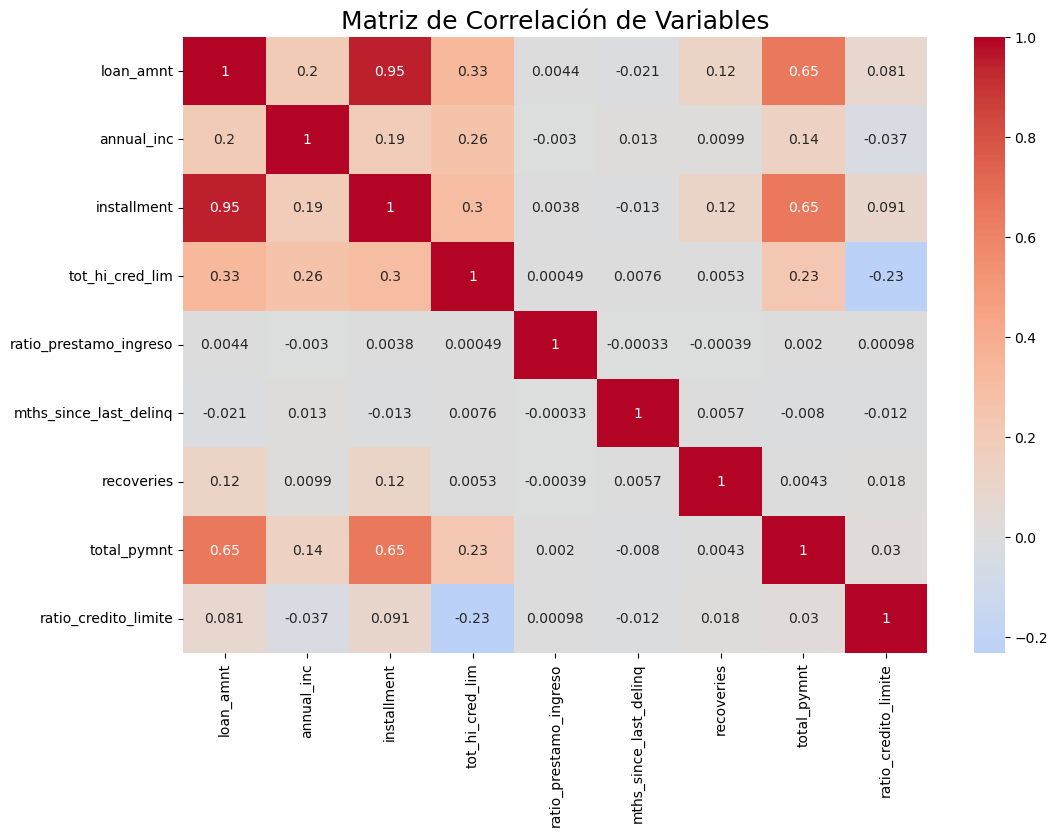 Matriz de Correlación de Variables
loan_amnt 1 0.2 0.95 0.33 0.0044 -0.021 0.12 0.65 0.081
annual_inc 0.2 1 0.19 0.26 -0.003 0.013 0.0099 0.14 -0.037
installment 0.95 0.19 1 0.3 0.0038 -0.013 0.12 0.65 0.091
tot_hi_cred_lim 0.33 0.26 0.3 1 0.00049 0.0076 0.0053 0.23 -0.23
ratio_prestamo_ingreso 0.0044 -0.003 0.0038 0.00049 1 -0.00033 -0.00039 0.002 0.00098
mths_since_last_delinq -0.021 0.013 -0.013 0.0076 -0.00033 1 0.0057 -0.008 -0.012
recoveries 0.12 0.0099 0.12 0.0053 -0.00039 0.0057 1 0.0043 0.018
total_pymnt 0.65 0.14 0.65 0.23 0.002 -0.008 0.0043 1 0.03
ratio_credito_limite 0.081 -0.037 0.091 -0.23 0.00098 -0.012 0.018 0.03 1
loan_amnt
annual_inc
installment
tot_hi_cred_lim
ratio_prestamo_ingreso
mths_since_last_delinq
recoveries
total_pymnt
ratio_credito_limite
1.0
0.8
0.6
0.4
0.2
0.0
−0.2